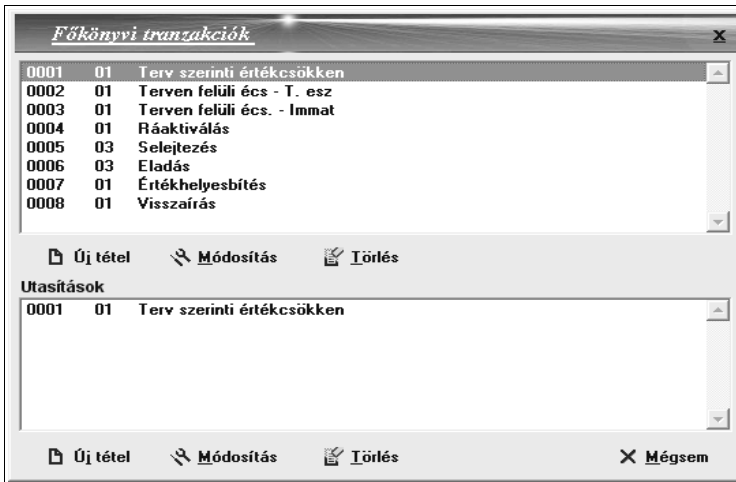 Főkönyvi tranzakciók
x
0001 01 Terv szerinti értékcsökken
0002 01 Terven felüli écs - T. esz
0003 01 Terven felüli écs. - Immat
0004 01 Ráaktiválás
0005 03 Selejtezés
0006 03 Eladás
0007 01 Értékhelyesbítés
0008 01 Visszaírás
Új tétel Módosítás Törlés
Utasítások
0001 01 Terv szerinti értékcsökken
Új tétel Módosítás Törlés Mégsem